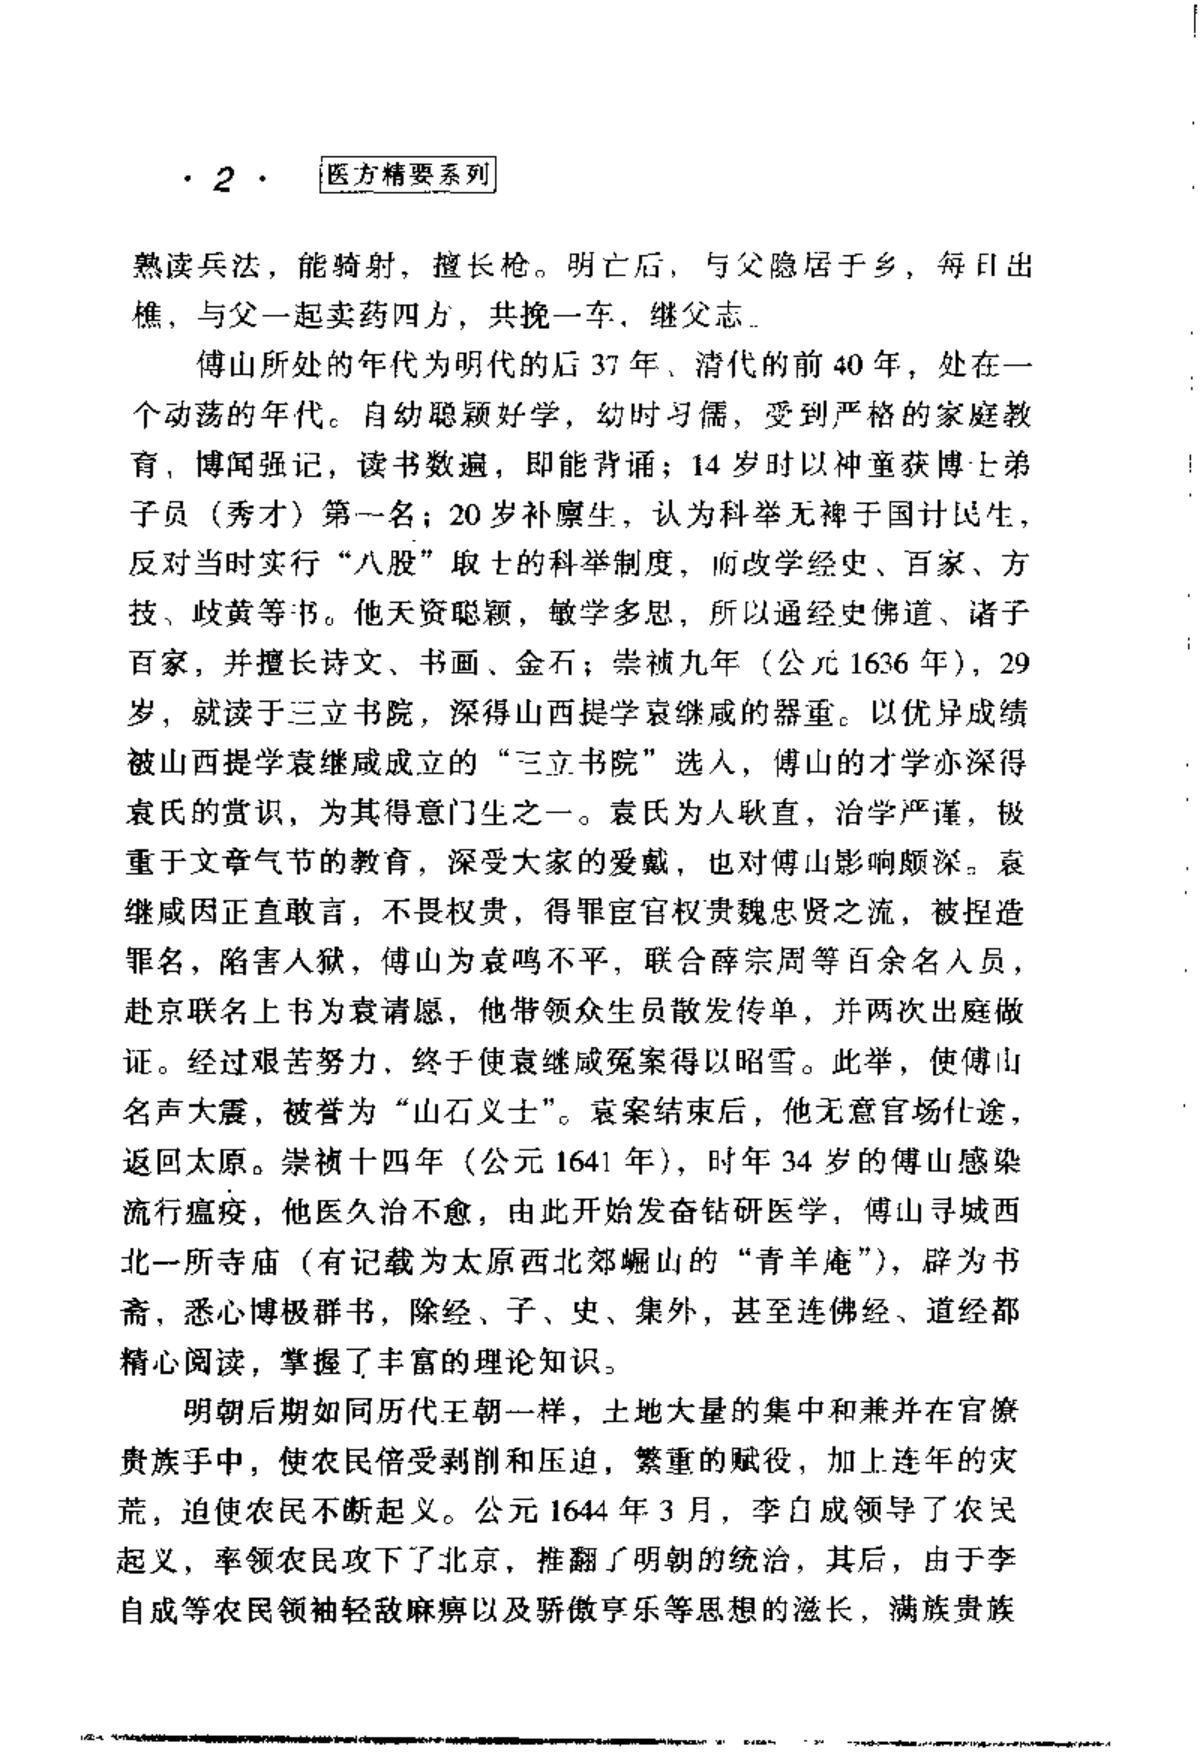 · 2 · 医方精要系列
熟读兵法，能骑射，擅长枪。明亡后，与父隐居于乡，每日出
樵，与父一起卖药四方，共挽一车，继父志。
傅山所处的年代为明代的后 37 年、清代的前 40 年，处在一
个动荡的年代。自幼聪颖好学，幼时习儒，受到严格的家庭教
育，博闻强记，读书数遍，即能背诵；14 岁时以神童获博士弟
子员（秀才）第一名；20 岁补廪生，认为科举无裨于国计民生，
反对当时实行“八股”取士的科举制度，而改学经史、百家、方
技、歧黄等书。他天资聪颖，敏学多思，所以通经史佛道、诸子
百家，并擅长诗文、书画、金石；崇祯九年（公元 1636 年），29
岁，就读于三立书院，深得山西提学袁继咸的器重。以优异成绩
被山西提学袁继咸成立的“三立书院”选入，傅山的才学亦深得
袁氏的赏识，为其得意门生之一。袁氏为人耿直，治学严谨，极
重于文章气节的教育，深受大家的爱戴，也对傅山影响颇深。袁
继咸因正直敢言，不畏权贵，得罪宦官权贵魏忠贤之流，被捏造
罪名，陷害入狱，傅山为袁鸣不平，联合薛宗周等百余名人员，
赴京联名上书为袁请愿，他带领众生员散发传单，并两次出庭做
证。经过艰苦努力，终于使袁继咸冤案得以昭雪。此举，使傅山
名声大震，被誉为“山石义士”。袁案结束后，他无意官场仕途，
返回太原。崇祯十四年（公元 1641 年），时年 34 岁的傅山感染
流行瘟疫，他医久治不愈，由此开始发奋钻研医学，傅山寻城西
北一所寺庙（有记载为太原西北郊崛山的“青羊庵”），辟为书
斋，悉心博极群书，除经、子、史、集外，甚至连佛经、道经都
精心阅读，掌握了丰富的理论知识。
明朝后期如同历代王朝一样，土地大量的集中和兼并在官僚
贵族手中，使农民倍受剥削和压迫，繁重的赋役，加上连年的灾
荒，迫使农民不断起义。公元 1644 年 3 月，李自成领导了农民
起义，率领农民攻下了北京，推翻了明朝的统治，其后，由于李
自成等农民领袖轻敌麻痹以及骄傲享乐等思想的滋长，满族贵族